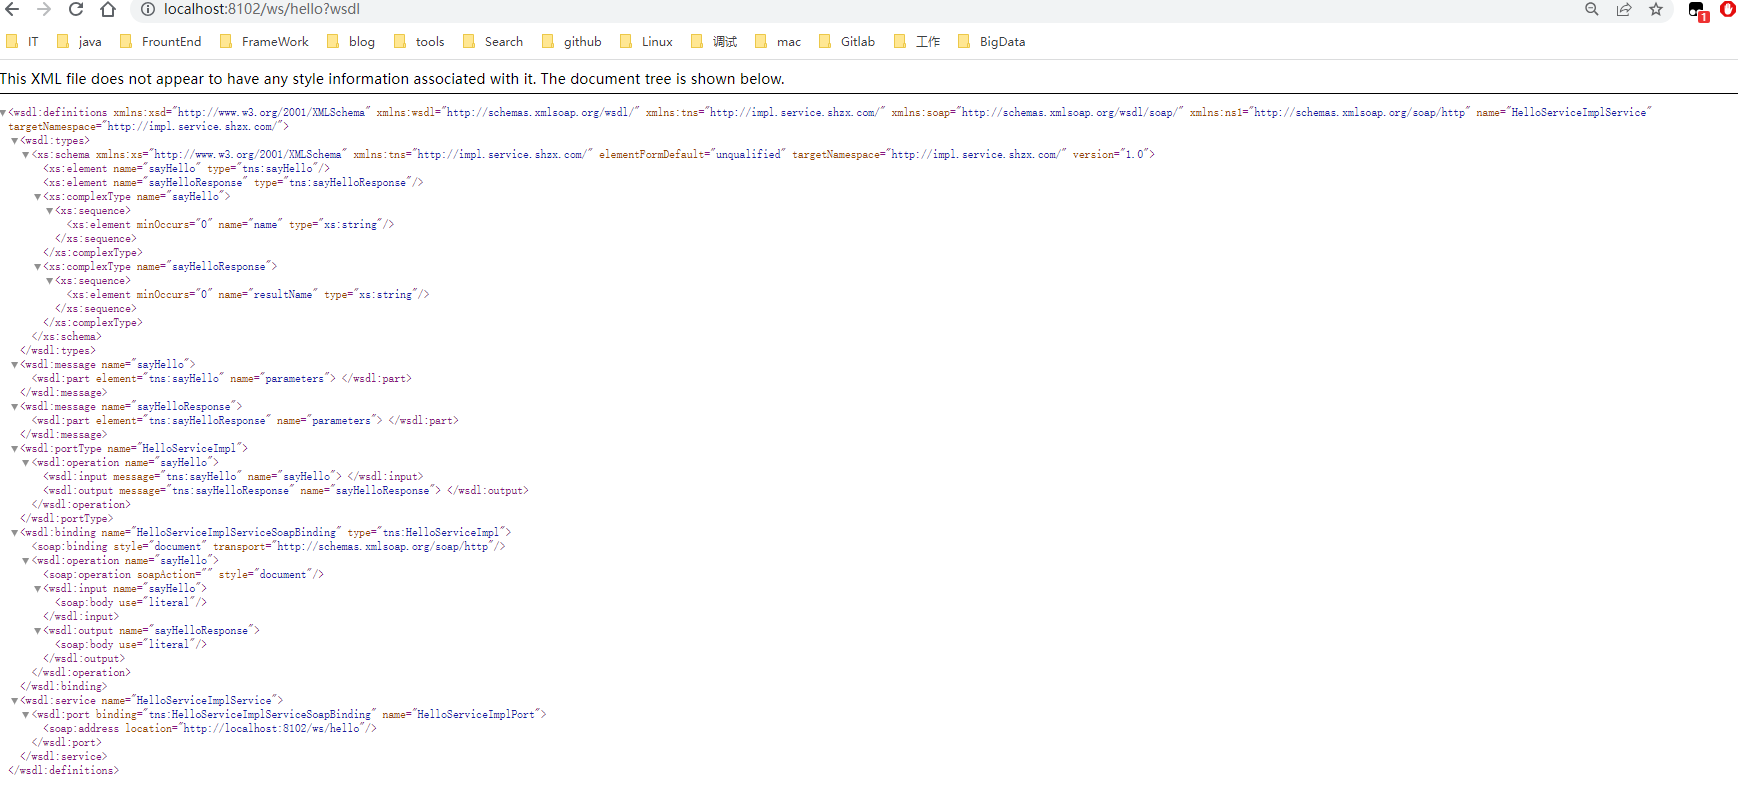 localhost:8102/ws/hello?wsdl
1
IT java FrountEnd FrameWork blog tools Search github Linux 调试 mac Gitlab 工作 BigData
This XML file does not appear to have any style information associated with it. The document tree is shown below.
▼<wsdl:definitions xmlns:xsd="http://www.w3.org/2001/XMLSchema" xmlns:wsdl="http://schemas.xmlsoap.org/wsdl/" xmlns:tns="http://impl.service.shzx.com/" xmlns:soap="http://schemas.xmlsoap.org/wsdl/soap/" xmlns:ns1="http://schemas.xmlsoap.org/soap/http" name="HelloServiceImplService"
targetNamespace="http://impl.service.shzx.com/">
▼<wsdl:types>
▼<xs:schema xmlns:xs="http://www.w3.org/2001/XMLSchema" xmlns:tns="http://impl.service.shzx.com/" elementFormDefault="unqualified" targetNamespace="http://impl.service.shzx.com/" version="1.0">
<xs:element name="sayHello" type="tns:sayHello"/>
<xs:element name="sayHelloResponse" type="tns:sayHelloResponse"/>
▼<xs:complexType name="sayHello">
▼<xs:sequence>
<xs:element minOccurs="0" name="name" type="xs:string"/>
</xs:sequence>
</xs:complexType>
▼<xs:complexType name="sayHelloResponse">
▼<xs:sequence>
<xs:element minOccurs="0" name="resultName" type="xs:string"/>
</xs:sequence>
</xs:complexType>
</xs:schema>
</wsdl:types>
▼<wsdl:message name="sayHello">
<wsdl:part element="tns:sayHello" name="parameters"> </wsdl:part>
</wsdl:message>
▼<wsdl:message name="sayHelloResponse">
<wsdl:part element="tns:sayHelloResponse" name="parameters"> </wsdl:part>
</wsdl:message>
▼<wsdl:portType name="HelloServiceImpl">
▼<wsdl:operation name="sayHello">
<wsdl:input message="tns:sayHello" name="sayHello"> </wsdl:input>
<wsdl:output message="tns:sayHelloResponse" name="sayHelloResponse"> </wsdl:output>
</wsdl:operation>
</wsdl:portType>
▼<wsdl:binding name="HelloServiceImplServiceSoapBinding" type="tns:HelloServiceImpl">
<soap:binding style="document" transport="http://schemas.xmlsoap.org/soap/http"/>
▼<wsdl:operation name="sayHello">
<soap:operation soapAction="" style="document"/>
▼<wsdl:input name="sayHello">
<soap:body use="literal"/>
</wsdl:input>
▼<wsdl:output name="sayHelloResponse">
<soap:body use="literal"/>
</wsdl:output>
</wsdl:operation>
</wsdl:binding>
▼<wsdl:service name="HelloServiceImplService">
▼<wsdl:port binding="tns:HelloServiceImplServiceSoapBinding" name="HelloServiceImplPort">
<soap:address location="http://localhost:8102/ws/hello"/>
</wsdl:port>
</wsdl:service>
</wsdl:definitions>